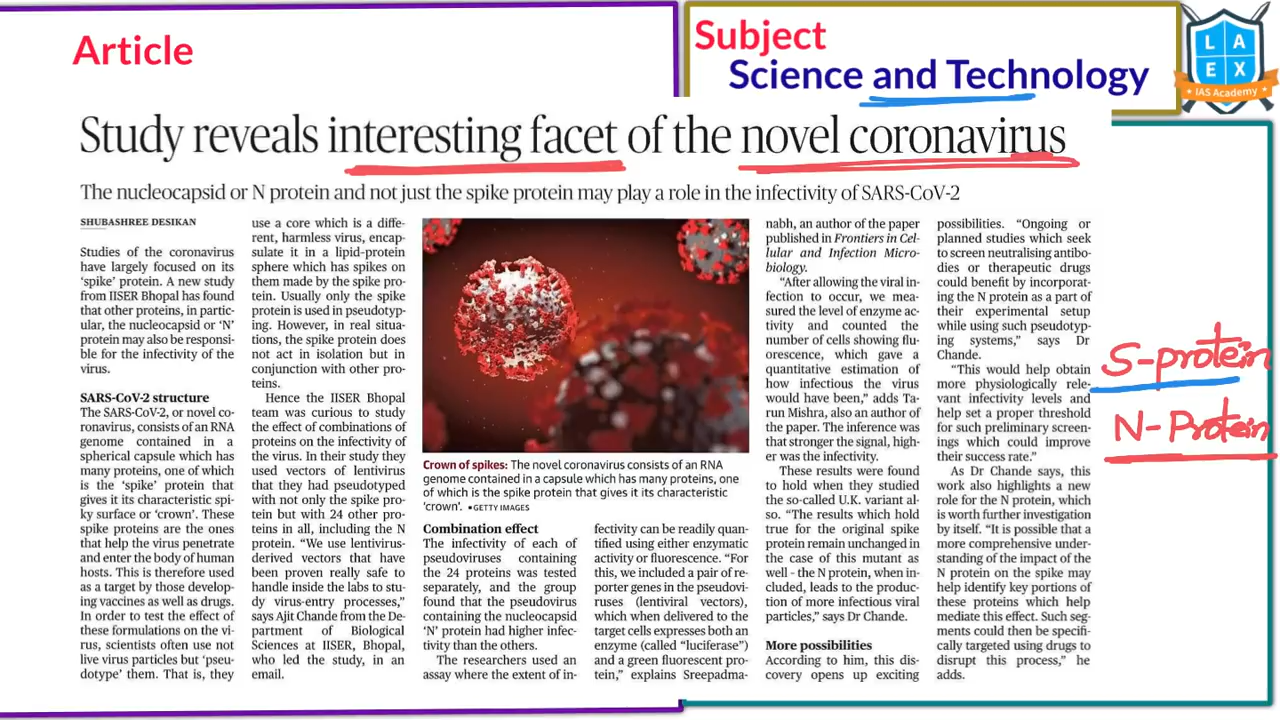 Article
Subject
Science and Technology
L A
E X
IAS Academy
Study reveals interesting facet of the novel coronavirus
The nucleocapsid or N protein and not just the spike protein may play a role in the infectivity of SARS-CoV-2
SHUBASHREE DESIKAN
Studies of the coronavirus
have largely focused on its
‘spike’ protein. A new study
from IISER Bhopal has found
that other proteins, in partic-
ular, the nucleocapsid or ‘N’
protein may also be responsi-
ble for the infectivity of the
virus.
SARS-CoV-2 structure
The SARS-CoV-2, or novel co-
ronavirus, consists of an RNA
genome contained in a
spherical capsule which has
many proteins, one of which
is the ‘spike’ protein that
gives it its characteristic spi-
ky surface or ‘crown’. These
spike proteins are the ones
that help the virus penetrate
and enter the body of human
hosts. This is therefore used
as a target by those develop-
ing vaccines as well as drugs.
In order to test the effect of
these formulations on the vi-
rus, scientists often use not
live virus particles but ‘pseu-
dotype’ them. That is, they
use a core which is a diffe-
rent, harmless virus, encap-
sulate it in a lipid-protein
sphere which has spikes on
them made by the spike pro-
tein. Usually only the spike
protein is used in pseudotyp-
ing. However, in real situa-
tions, the spike protein does
not act in isolation but in
conjunction with other pro-
teins.
Hence the IISER Bhopal
team was curious to study
the effect of combinations of
proteins on the infectivity of
the virus. In their study they
used vectors of lentivirus
that they had pseudotyped
with not only the spike pro-
tein but with 24 other pro-
teins in all, including the N
protein. “We use lentivirus-
derived vectors that have
been proven really safe to
handle inside the labs to stu-
dy virus-entry processes,”
says Ajit Chande from the De-
partment of Biological
Sciences at IISER, Bhopal,
who led the study, in an
email.
Crown of spikes: The novel coronavirus consists of an RNA
genome contained in a capsule which has many proteins, one
of which is the spike protein that gives it its characteristic
‘crown’. ▪GETTY IMAGES
Combination effect
The infectivity of each of
pseudoviruses containing
the 24 proteins was tested
separately, and the group
found that the pseudovirus
containing the nucleocapsid
‘N’ protein had higher infec-
tivity than the others.
The researchers used an
assay where the extent of in-
fectivity can be readily quan-
tified using either enzymatic
activity or fluorescence. “For
this, we included a pair of re-
porter genes in the pseudovi-
ruses (lentiviral vectors),
which when delivered to the
target cells expresses both an
enzyme (called “luciferase”)
and a green fluorescent pro-
tein,” explains Sreepadma-
nabh, an author of the paper
published in Frontiers in Cel-
lular and Infection Micro-
biology.
“After allowing the viral in-
fection to occur, we mea-
sured the level of enzyme ac-
tivity and counted the
number of cells showing flu-
orescence, which gave a
quantitative estimation of
how infectious the virus
would have been,” adds Ta-
run Mishra, also an author of
the paper. The inference was
that stronger the signal, high-
er was the infectivity.
These results were found
to hold when they studied
the so-called U.K. variant al-
so. “The results which hold
true for the original spike
protein remain unchanged in
the case of this mutant as
well - the N protein, when in-
cluded, leads to the produc-
tion of more infectious viral
particles,” says Dr Chande.
More possibilities
According to him, this dis-
covery opens up exciting
possibilities. “Ongoing or
planned studies which seek
to screen neutralising antibo-
dies or therapeutic drugs
could benefit by incorporat-
ing the N protein as a part of
their experimental setup
while using such pseudotyp-
ing systems,” says Dr
Chande.
“This would help obtain
more physiologically rele-
vant infectivity levels and
help set a proper threshold
for such preliminary screen-
ings which could improve
their success rate.”
As Dr Chande says, this
work also highlights a new
role for the N protein, which
is worth further investigation
by itself. “It is possible that a
more comprehensive under-
standing of the impact of the
N protein on the spike may
help identify key portions of
these proteins which help
mediate this effect. Such seg-
ments could then be specifi-
cally targeted using drugs to
disrupt this process,” he
adds.
S-protein
N-Protein